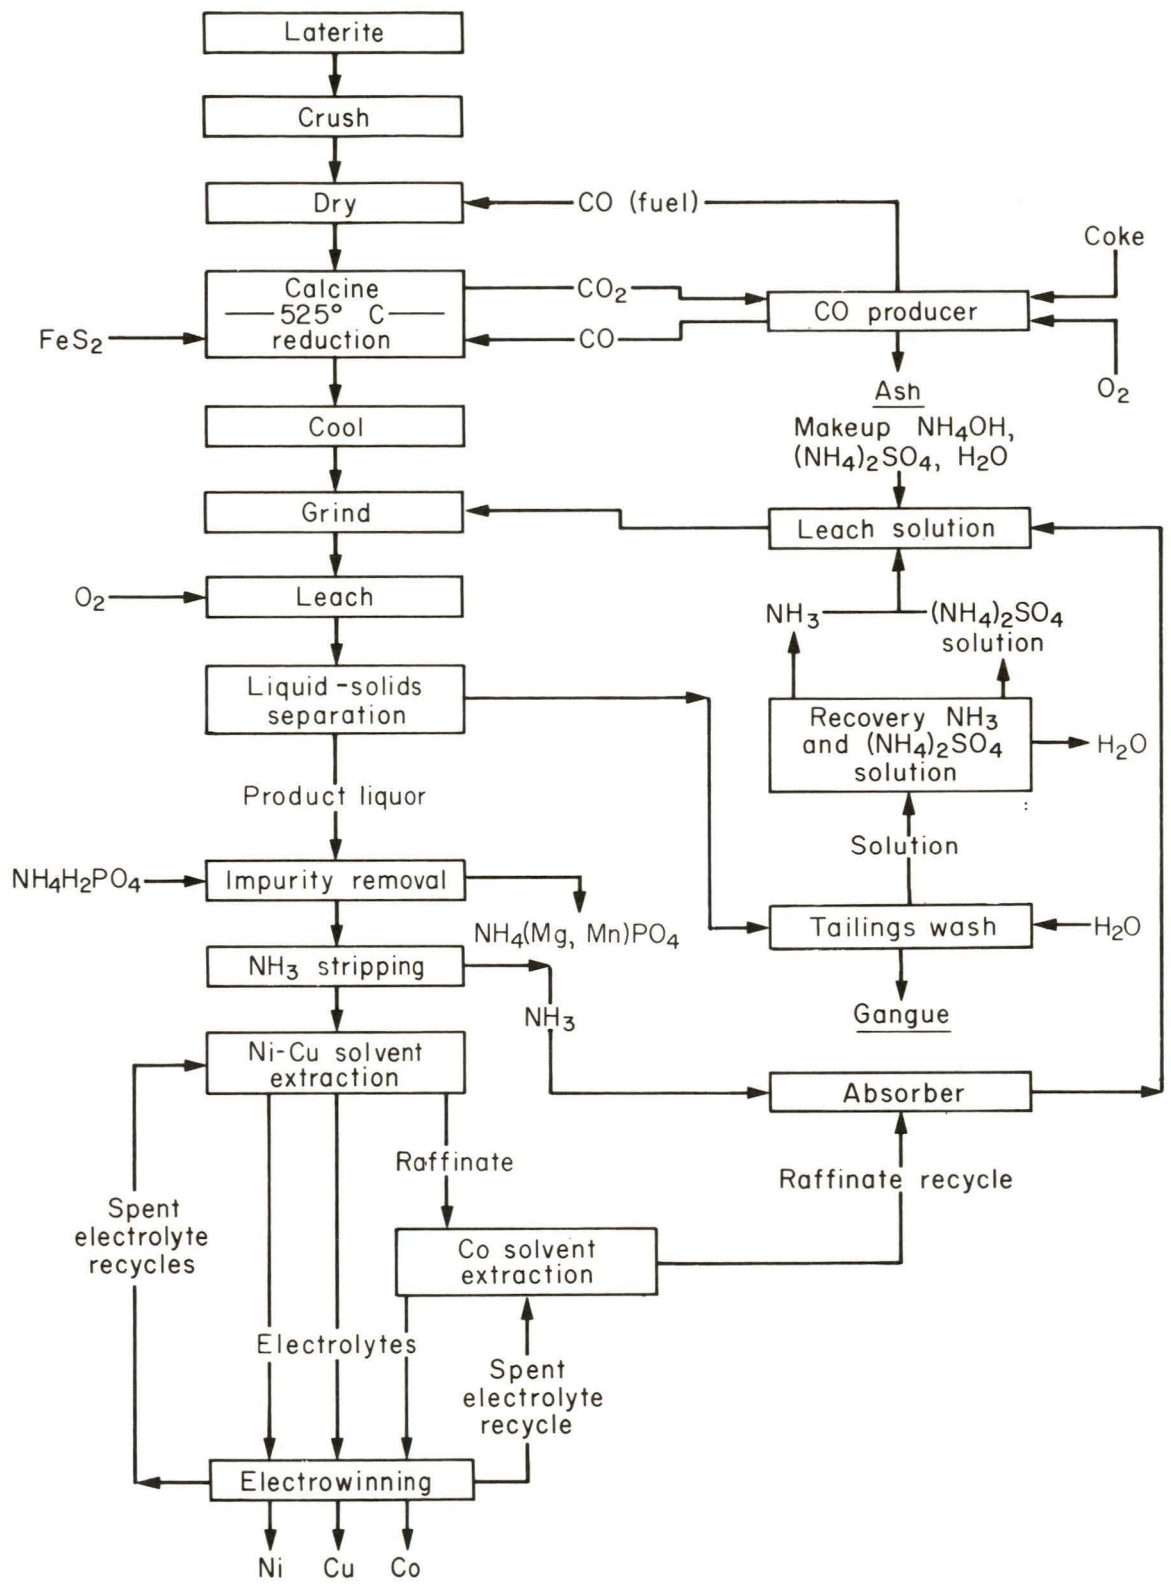 Laterite
Crush
Dry
CO (fuel)
Coke
Calcine
525° C
reduction
CO2
CO
CO producer
FeS2
O2
Ash
Cool
Makeup NH4OH,
(NH4)2SO4, H2O
Grind
Leach solution
O2
Leach
NH3
(NH4)2SO4
solution
Liquid-solids
separation
Recovery NH3
and (NH4)2SO4
solution
H2O
Product liquor
Solution
NH4H2PO4
Impurity removal
NH4(Mg, Mn)PO4
Tailings wash
H2O
NH3 stripping
NH3
Gangue
Ni-Cu solvent
extraction
Absorber
Raffinate
Raffinate recycle
Spent
electrolyte
recycles
Co solvent
extraction
Electrolytes
Spent
electrolyte
recycle
Electrowinning
Ni
Cu
Co